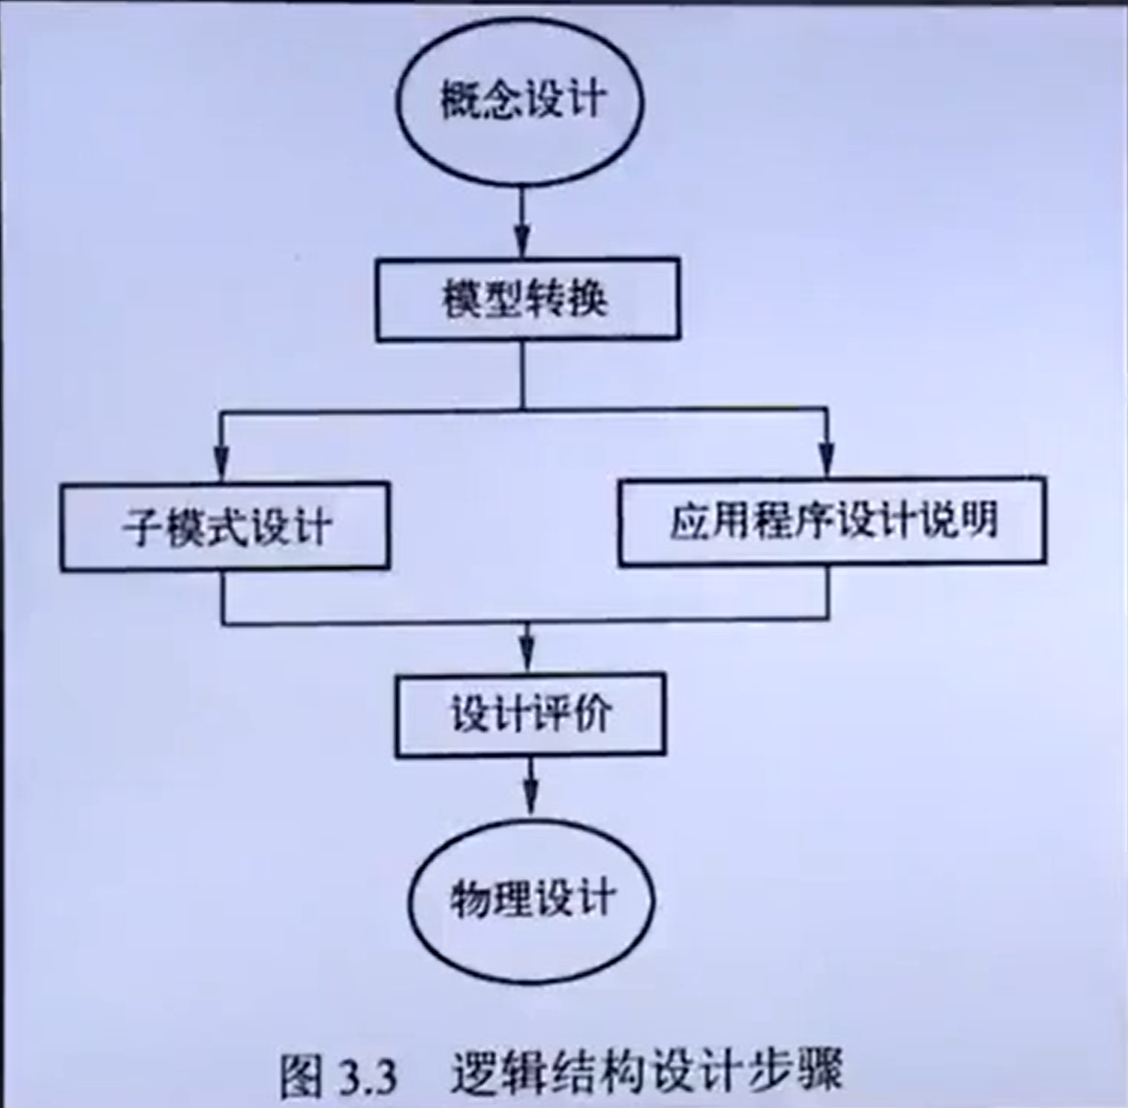 概念设计
模型转换
子模式设计
应用程序设计说明
设计评价
物理设计
图 3.3 逻辑结构设计步骤